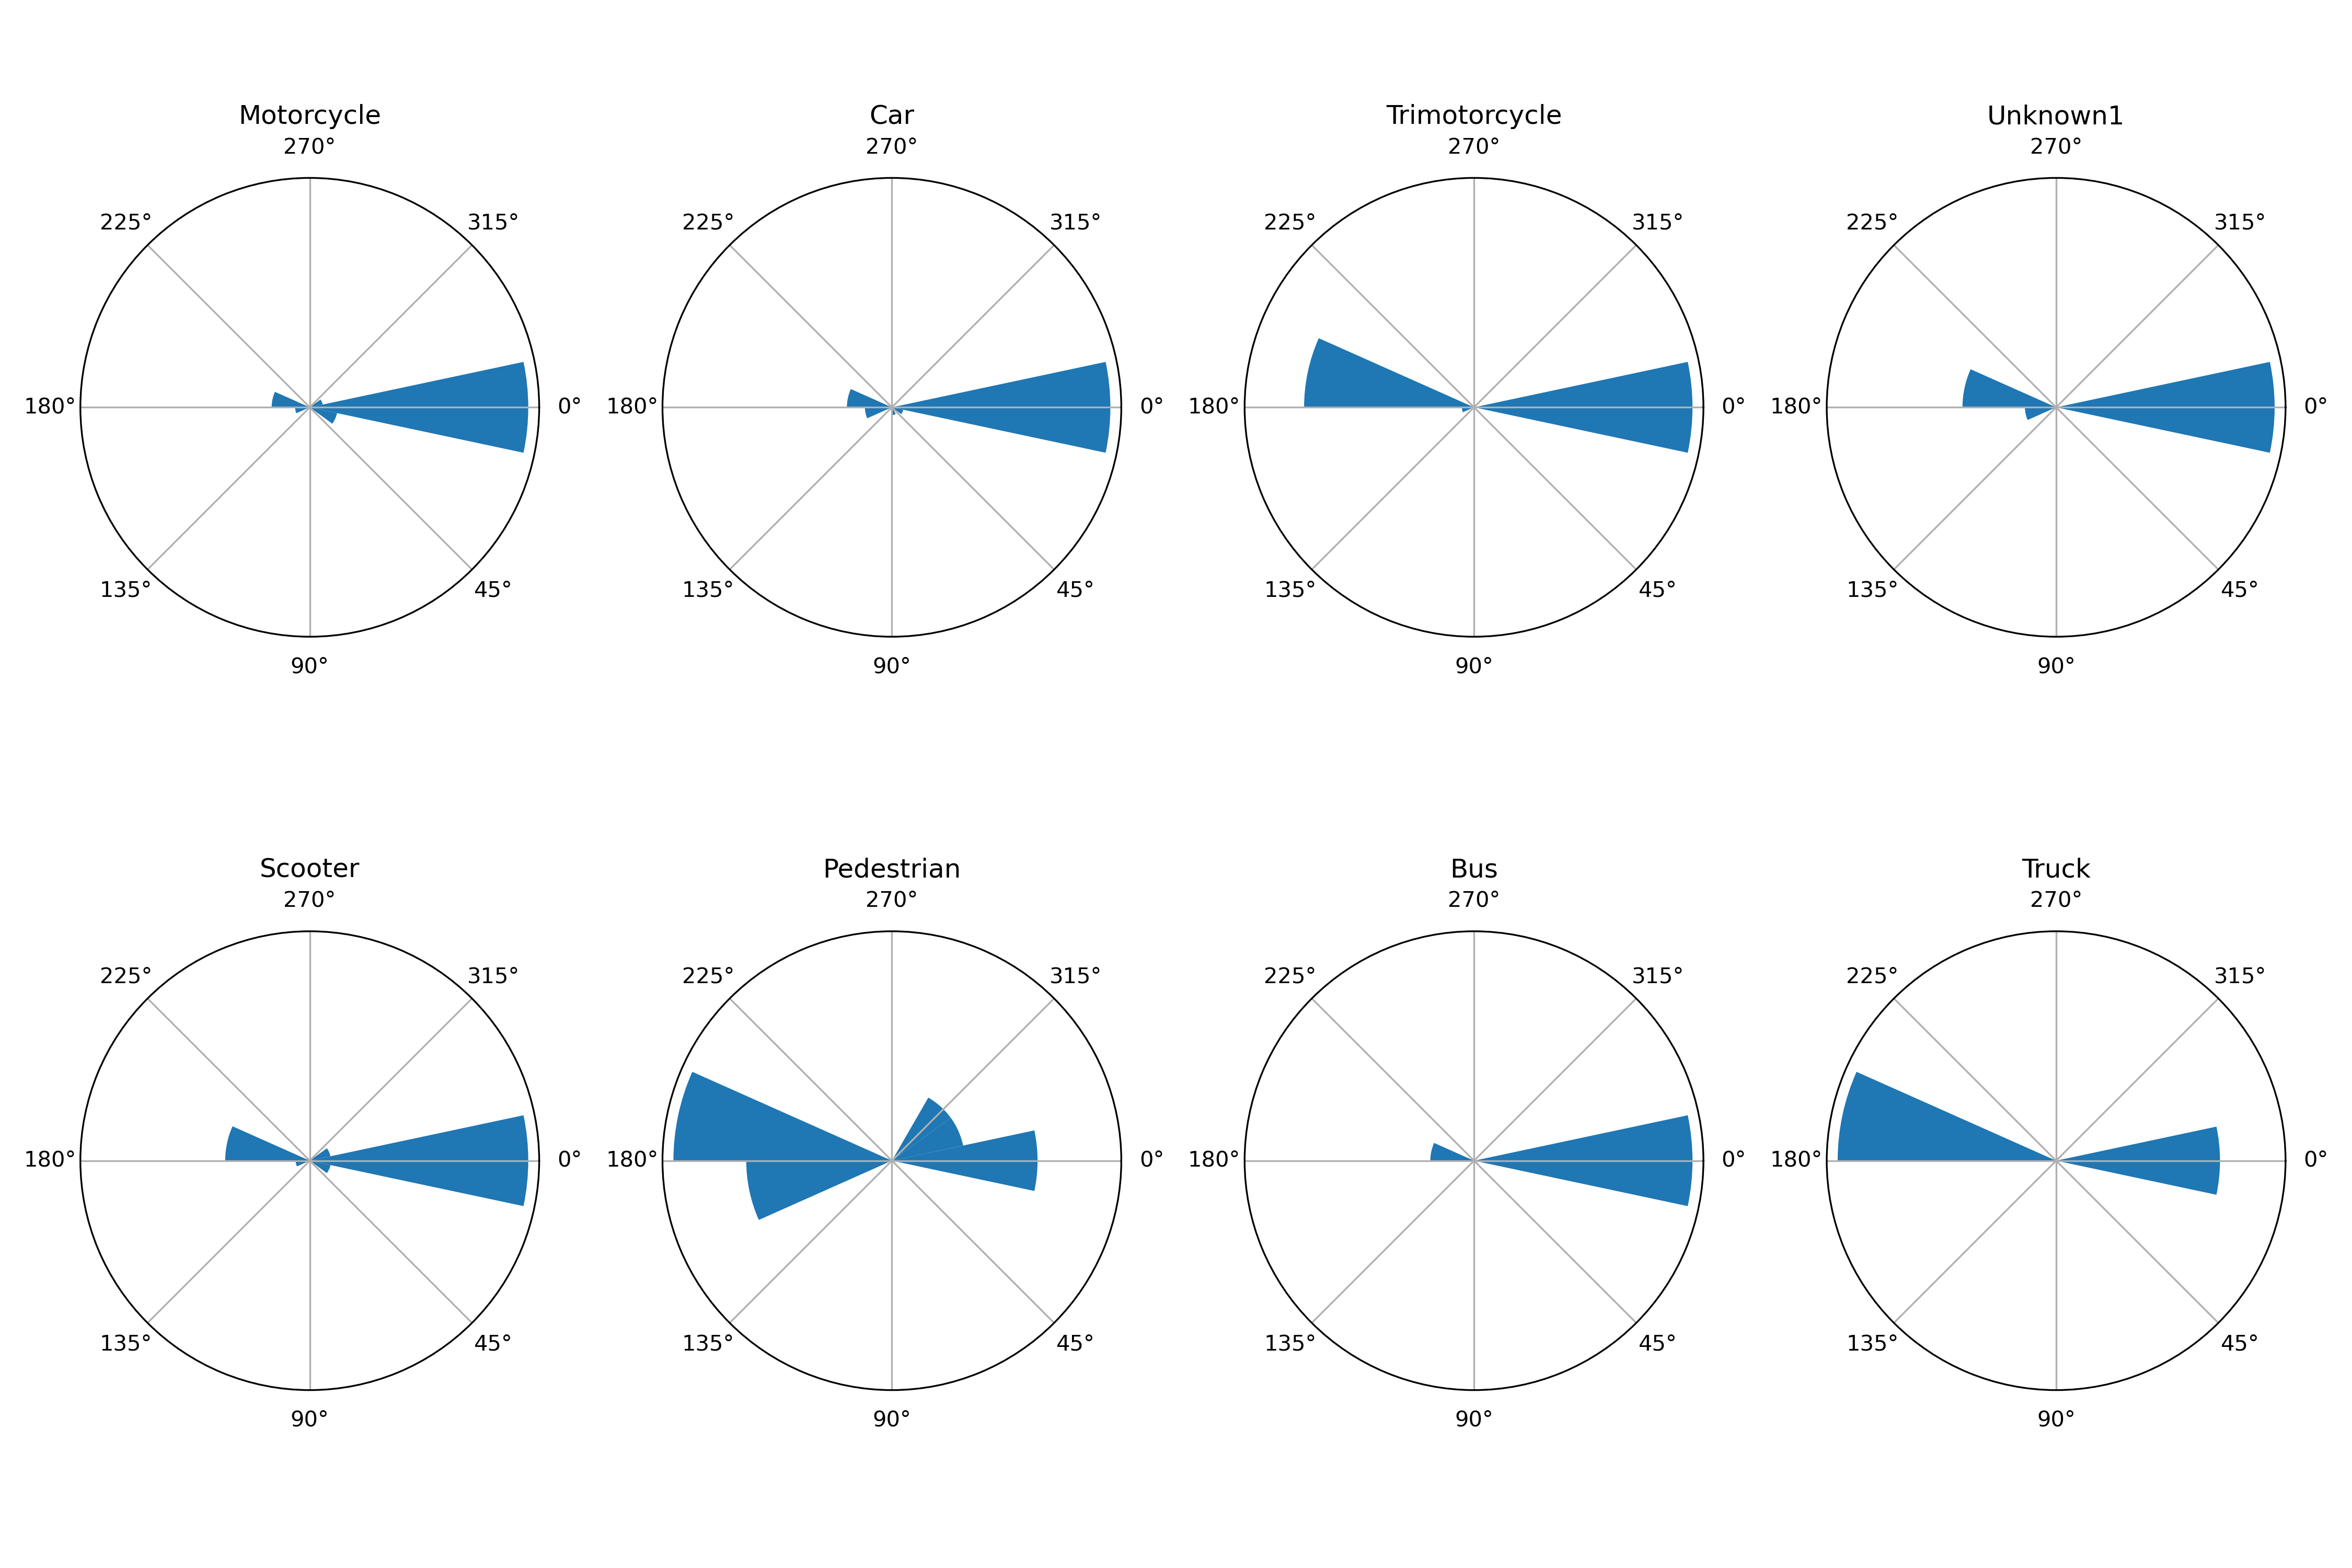 Motorcycle Car Trimotorcycle Unknown1
270° 270° 270° 270°
225° 315° 225° 315° 225° 315° 225° 315°
180° 0° 180° 0° 180° 0° 180° 0°
135° 45° 135° 45° 135° 45° 135° 45°
90° 90° 90° 90°
Scooter Pedestrian Bus Truck
270° 270° 270° 270°
225° 315° 225° 315° 225° 315° 225° 315°
180° 0° 180° 0° 180° 0° 180° 0°
135° 45° 135° 45° 135° 45° 135° 45°
90° 90° 90° 90°